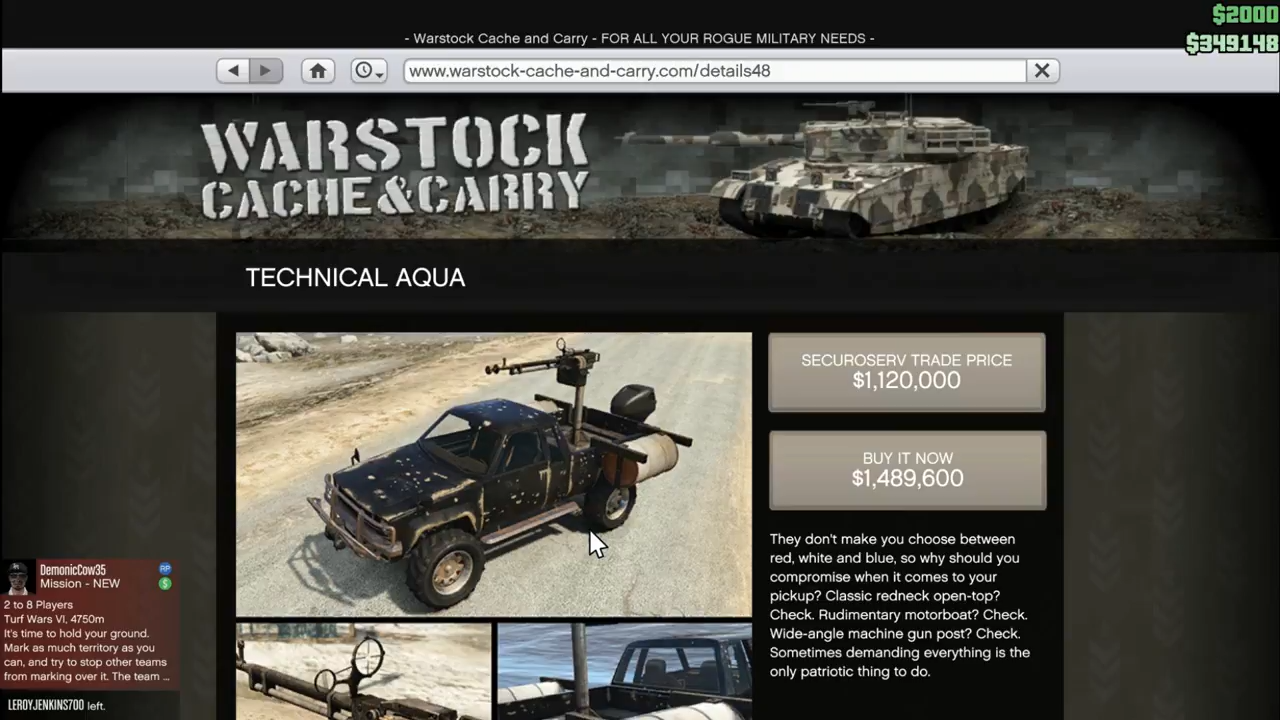 $2000
- Warstock Cache and Carry - FOR ALL YOUR ROGUE MILITARY NEEDS -
$349148
www.warstock-cache-and-carry.com/details48
WARSTOCK
CACHE&CARRY
TECHNICAL AQUA
SECUROSERV TRADE PRICE
$1,120,000
BUY IT NOW
$1,489,600
They don't make you choose between
red, white and blue, so why should you
compromise when it comes to your
pickup? Classic redneck open-top?
Check. Rudimentary motorboat? Check.
Wide-angle machine gun post? Check.
Sometimes demanding everything is the
only patriotic thing to do.
DemonicCow35
RP
Mission - NEW
$
2 to 8 Players
Turf Wars VI, 4750m
It's time to hold your ground.
Mark as much territory as you
can, and try to stop other teams
from marking over it. The team ...
LEROYJENKINS700 left.